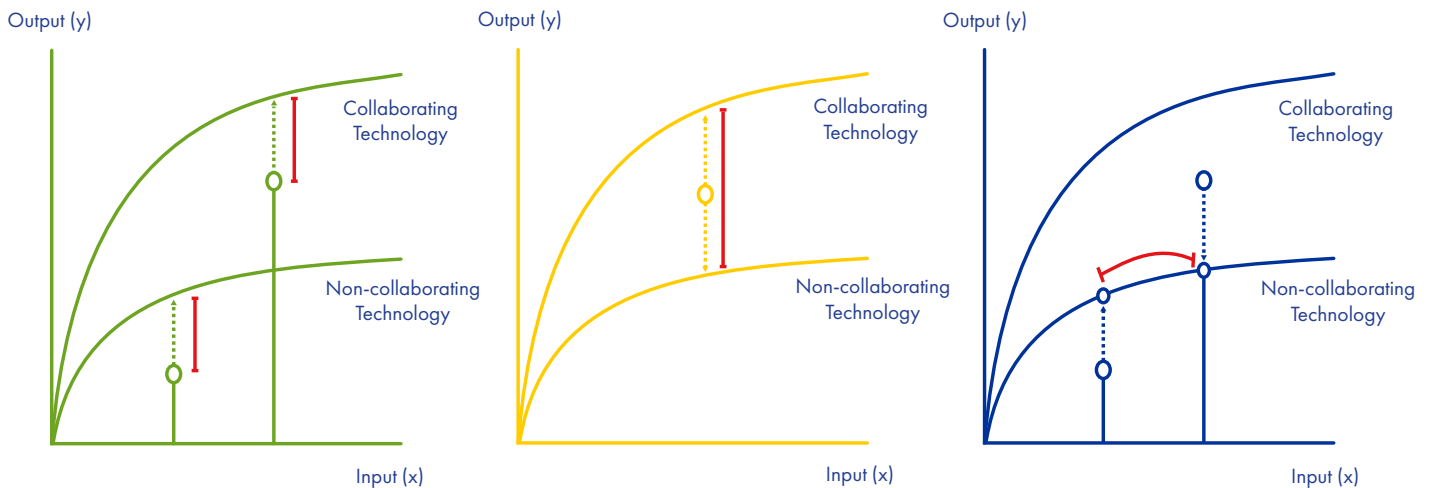 Output (y)
Collaborating
Technology
Non-collaborating
Technology
Input (x)
Output (y)
Collaborating
Technology
Non-collaborating
Technology
Input (x)
Output (y)
Collaborating
Technology
Non-collaborating
Technology
Input (x)